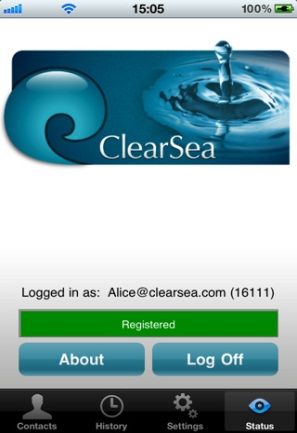 15:05 100%
ClearSea
Logged in as: Alice@clearsea.com (16111)
Registered
About Log Off
Contacts History Settings Status